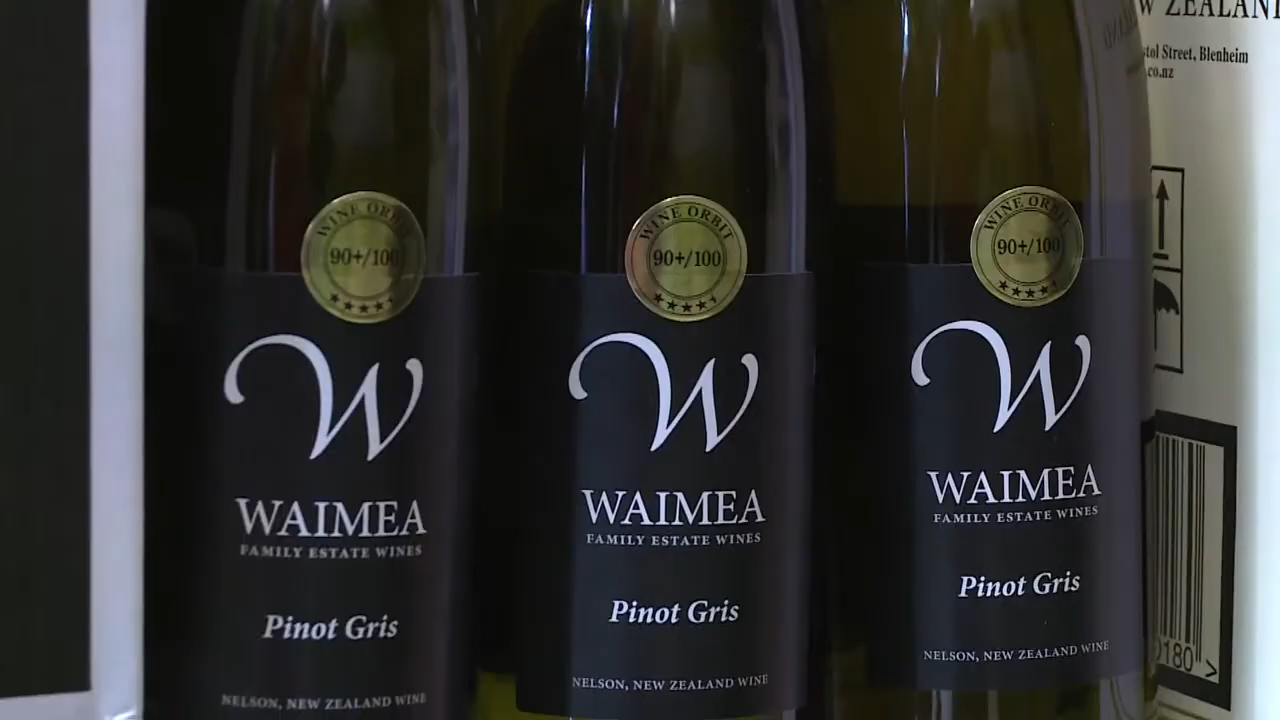 WINE ORBIT
90+/100
W
WAIMEA
FAMILY ESTATE WINES
Pinot Gris
NELSON, NEW ZEALAND WINE
WINE ORBIT
90+/100
W
WAIMEA
FAMILY ESTATE WINES
Pinot Gris
NELSON, NEW ZEALAND WINE
WINE ORBIT
90+/100
W
WAIMEA
FAMILY ESTATE WINES
Pinot Gris
NELSON, NEW ZEALAND WINE
W ZEALAND
Street, Blenheim
.co.nz
180 >